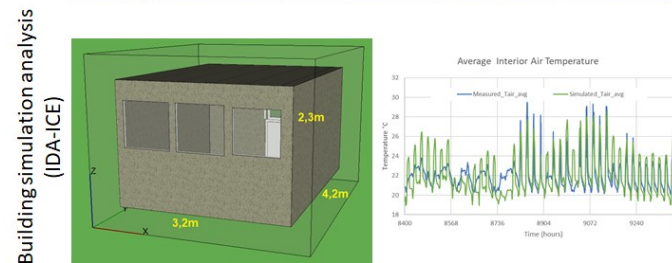 Building simulation analysis
(IDA-ICE)
2,3m
4,2m
3,2m
Z
Y
X
Average Interior Air Temperature
Measured_Tair_avg
Simulated_Tair_avg
Temperature °C
32
30
28
26
24
22
20
18
8400
8568
8736
8904
9072
9240
Time (hours)